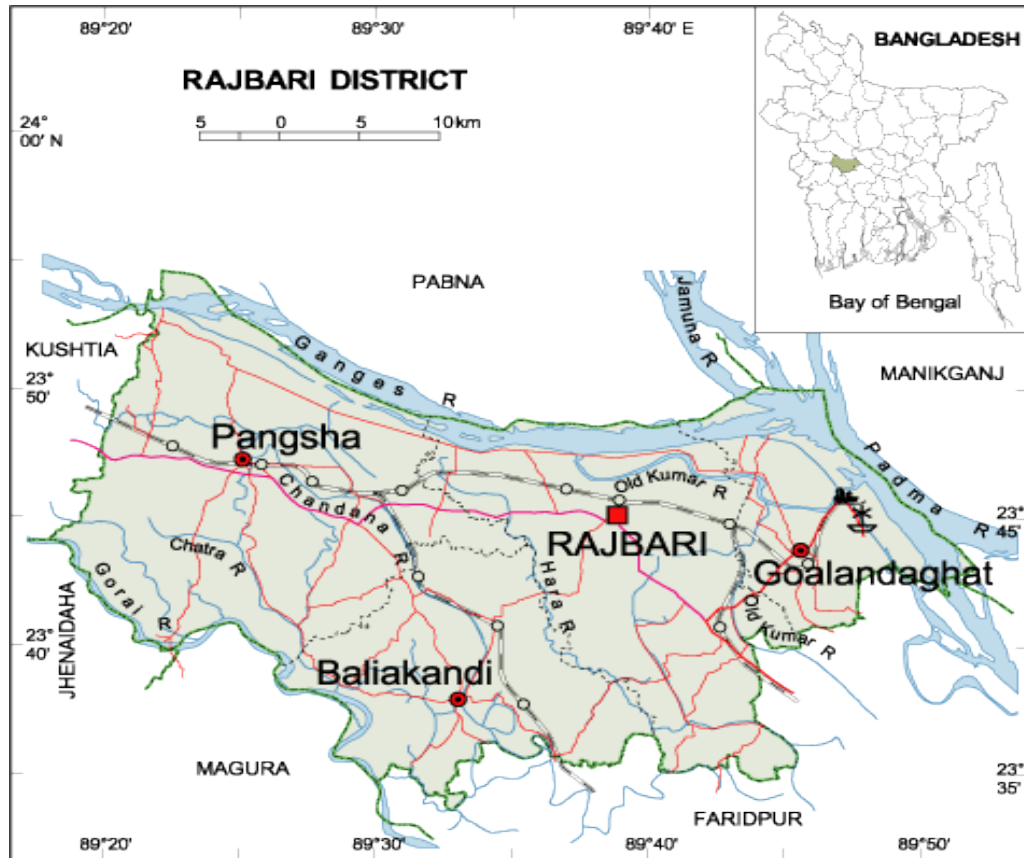 89°20′ 89°30′ 89°40′ E
BANGLADESH
RAJBARI DISTRICT
5 0 5 10 km
24°
00′ N
Bay of Bengal
PABNA
Jamuna R
KUSHTIA
MANIKGANJ
23°
50′
Ganges R
Pangsha
Padma R
Old Kumar R
Chandana R
RAJBARI
23°
45′
Chatra R
Goalandaghat
Hara R
Gorai R
JHENAIDAHA
Old Kumar R
23°
40′
Baliakandi
MAGURA
23°
35′
FARIDPUR
89°20′ 89°30′ 89°40′ 89°50′